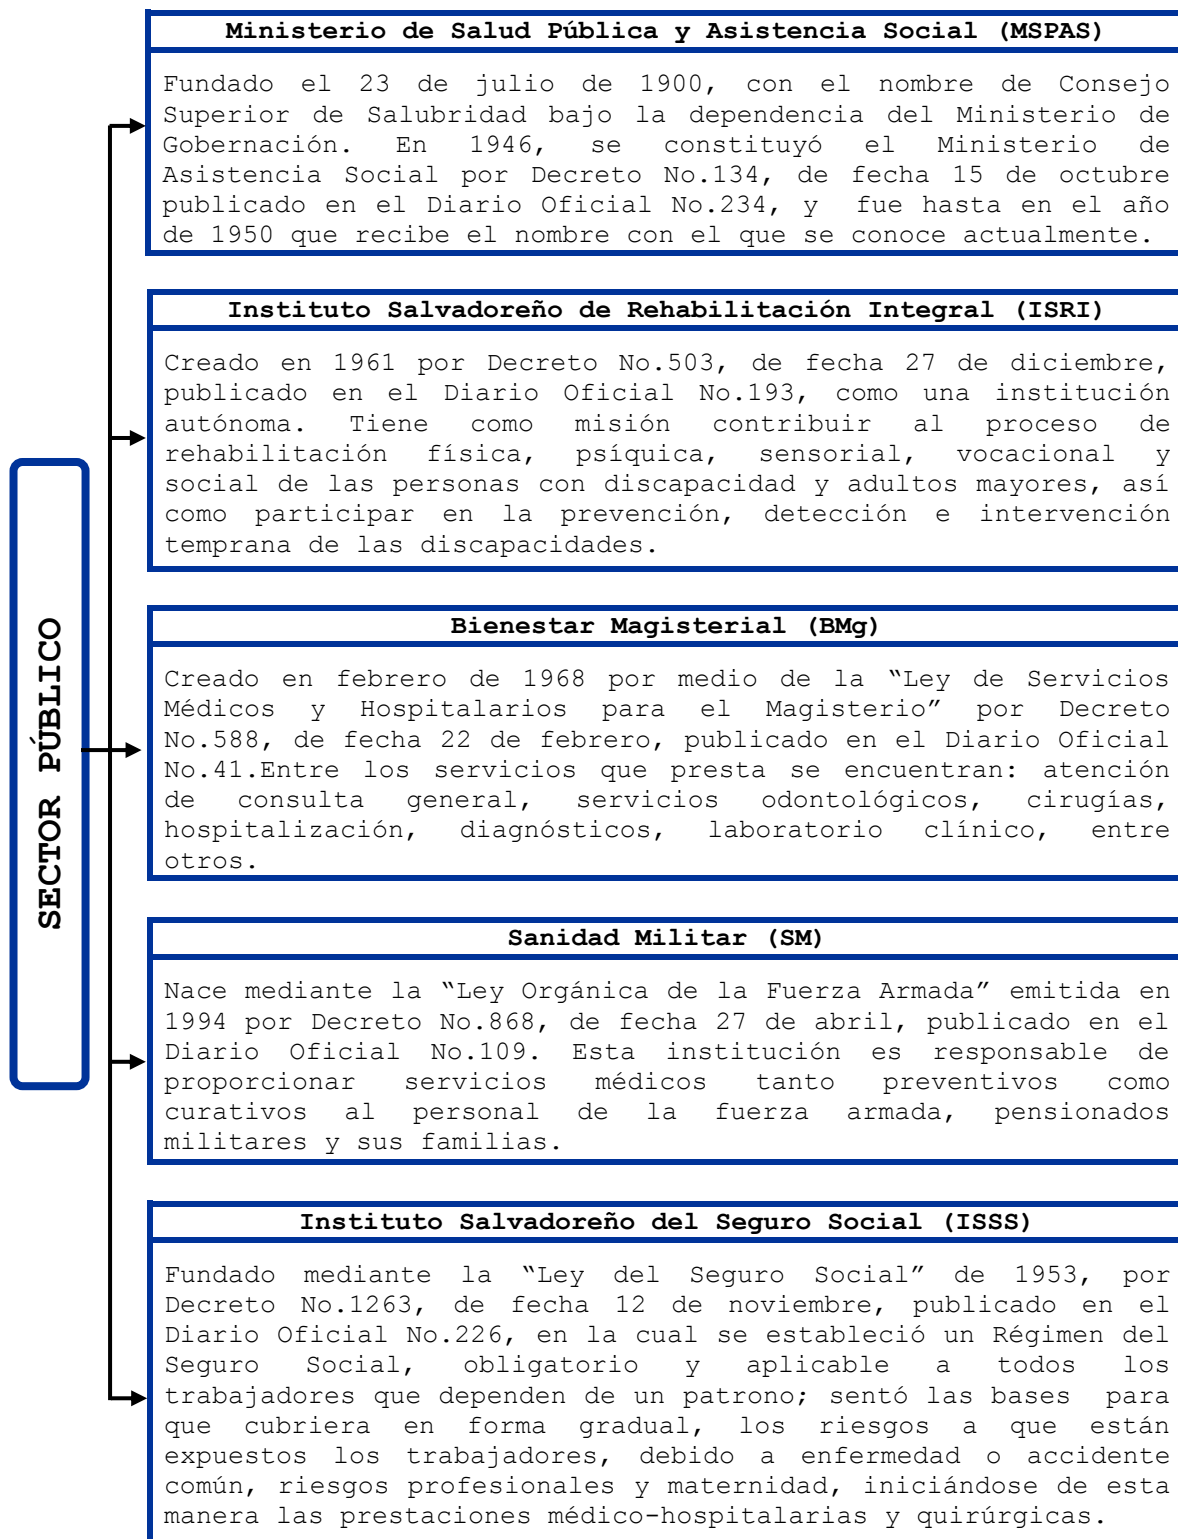 SECTOR PÚBLICO
Ministerio de Salud Pública y Asistencia Social (MSPAS)
Fundado el 23 de julio de 1900, con el nombre de Consejo
Superior de Salubridad bajo la dependencia del Ministerio de
Gobernación. En 1946, se constituyó el Ministerio de
Asistencia Social por Decreto No.134, de fecha 15 de octubre
publicado en el Diario Oficial No.234, y fue hasta en el año
de 1950 que recibe el nombre con el que se conoce actualmente.
Instituto Salvadoreño de Rehabilitación Integral (ISRI)
Creado en 1961 por Decreto No.503, de fecha 27 de diciembre,
publicado en el Diario Oficial No.193, como una institución
autónoma. Tiene como misión contribuir al proceso de
rehabilitación física, psíquica, sensorial, vocacional y
social de las personas con discapacidad y adultos mayores, así
como participar en la prevención, detección e intervención
temprana de las discapacidades.
Bienestar Magisterial (BMg)
Creado en febrero de 1968 por medio de la “Ley de Servicios
Médicos y Hospitalarios para el Magisterio” por Decreto
No.588, de fecha 22 de febrero, publicado en el Diario Oficial
No.41.Entre los servicios que presta se encuentran: atención
de consulta general, servicios odontológicos, cirugías,
hospitalización, diagnósticos, laboratorio clínico, entre
otros.
Sanidad Militar (SM)
Nace mediante la “Ley Orgánica de la Fuerza Armada” emitida en
1994 por Decreto No.868, de fecha 27 de abril, publicado en el
Diario Oficial No.109. Esta institución es responsable de
proporcionar servicios médicos tanto preventivos como
curativos al personal de la fuerza armada, pensionados
militares y sus familias.
Instituto Salvadoreño del Seguro Social (ISSS)
Fundado mediante la “Ley del Seguro Social” de 1953, por
Decreto No.1263, de fecha 12 de noviembre, publicado en el
Diario Oficial No.226, en la cual se estableció un Régimen del
Seguro Social, obligatorio y aplicable a todos los
trabajadores que dependen de un patrono; sentó las bases para
que cubriera en forma gradual, los riesgos a que están
expuestos los trabajadores, debido a enfermedad o accidente
común, riesgos profesionales y maternidad, iniciándose de esta
manera las prestaciones médico-hospitalarias y quirúrgicas.